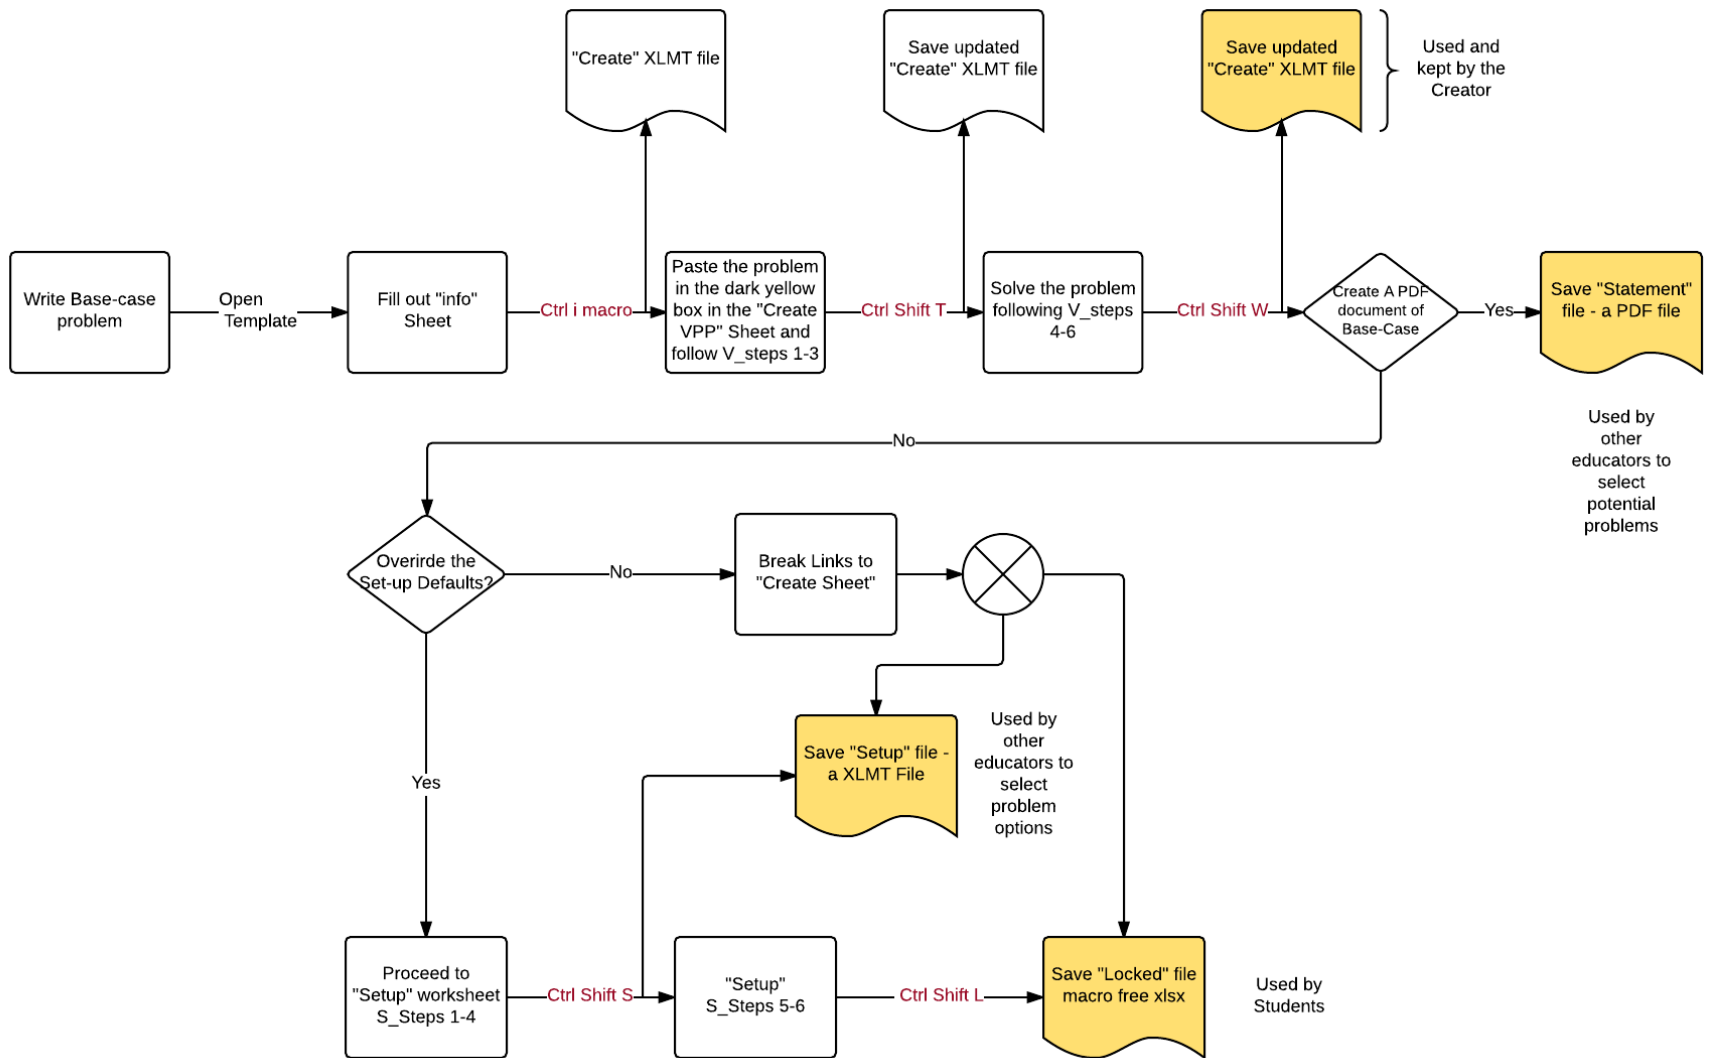 "Create" XLMT file
Save updated
"Create" XLMT file
Save updated
"Create" XLMT file
Used and
kept by the
Creator
Write Base-case
problem
Open
Template
Fill out "info"
Sheet
Ctrl i macro
Paste the problem
in the dark yellow
box in the "Create
VPP" Sheet and
follow V_steps 1-3
Ctrl Shift T
Solve the problem
following V_steps
4-6
Ctrl Shift W
Create A PDF
document of
Base-Case
Yes
Save "Statement"
file - a PDF file
Used by
other
educators to
select
potential
problems
No
Overirde the
Set-up Defaults?
No
Break Links to
"Create Sheet"
Yes
Save "Setup" file -
a XLMT File
Used by
other
educators to
select
problem
options
Proceed to
"Setup" worksheet
S_Steps 1-4
Ctrl Shift S
"Setup"
S_Steps 5-6
Ctrl Shift L
Save "Locked" file
macro free xlsx
Used by
Students